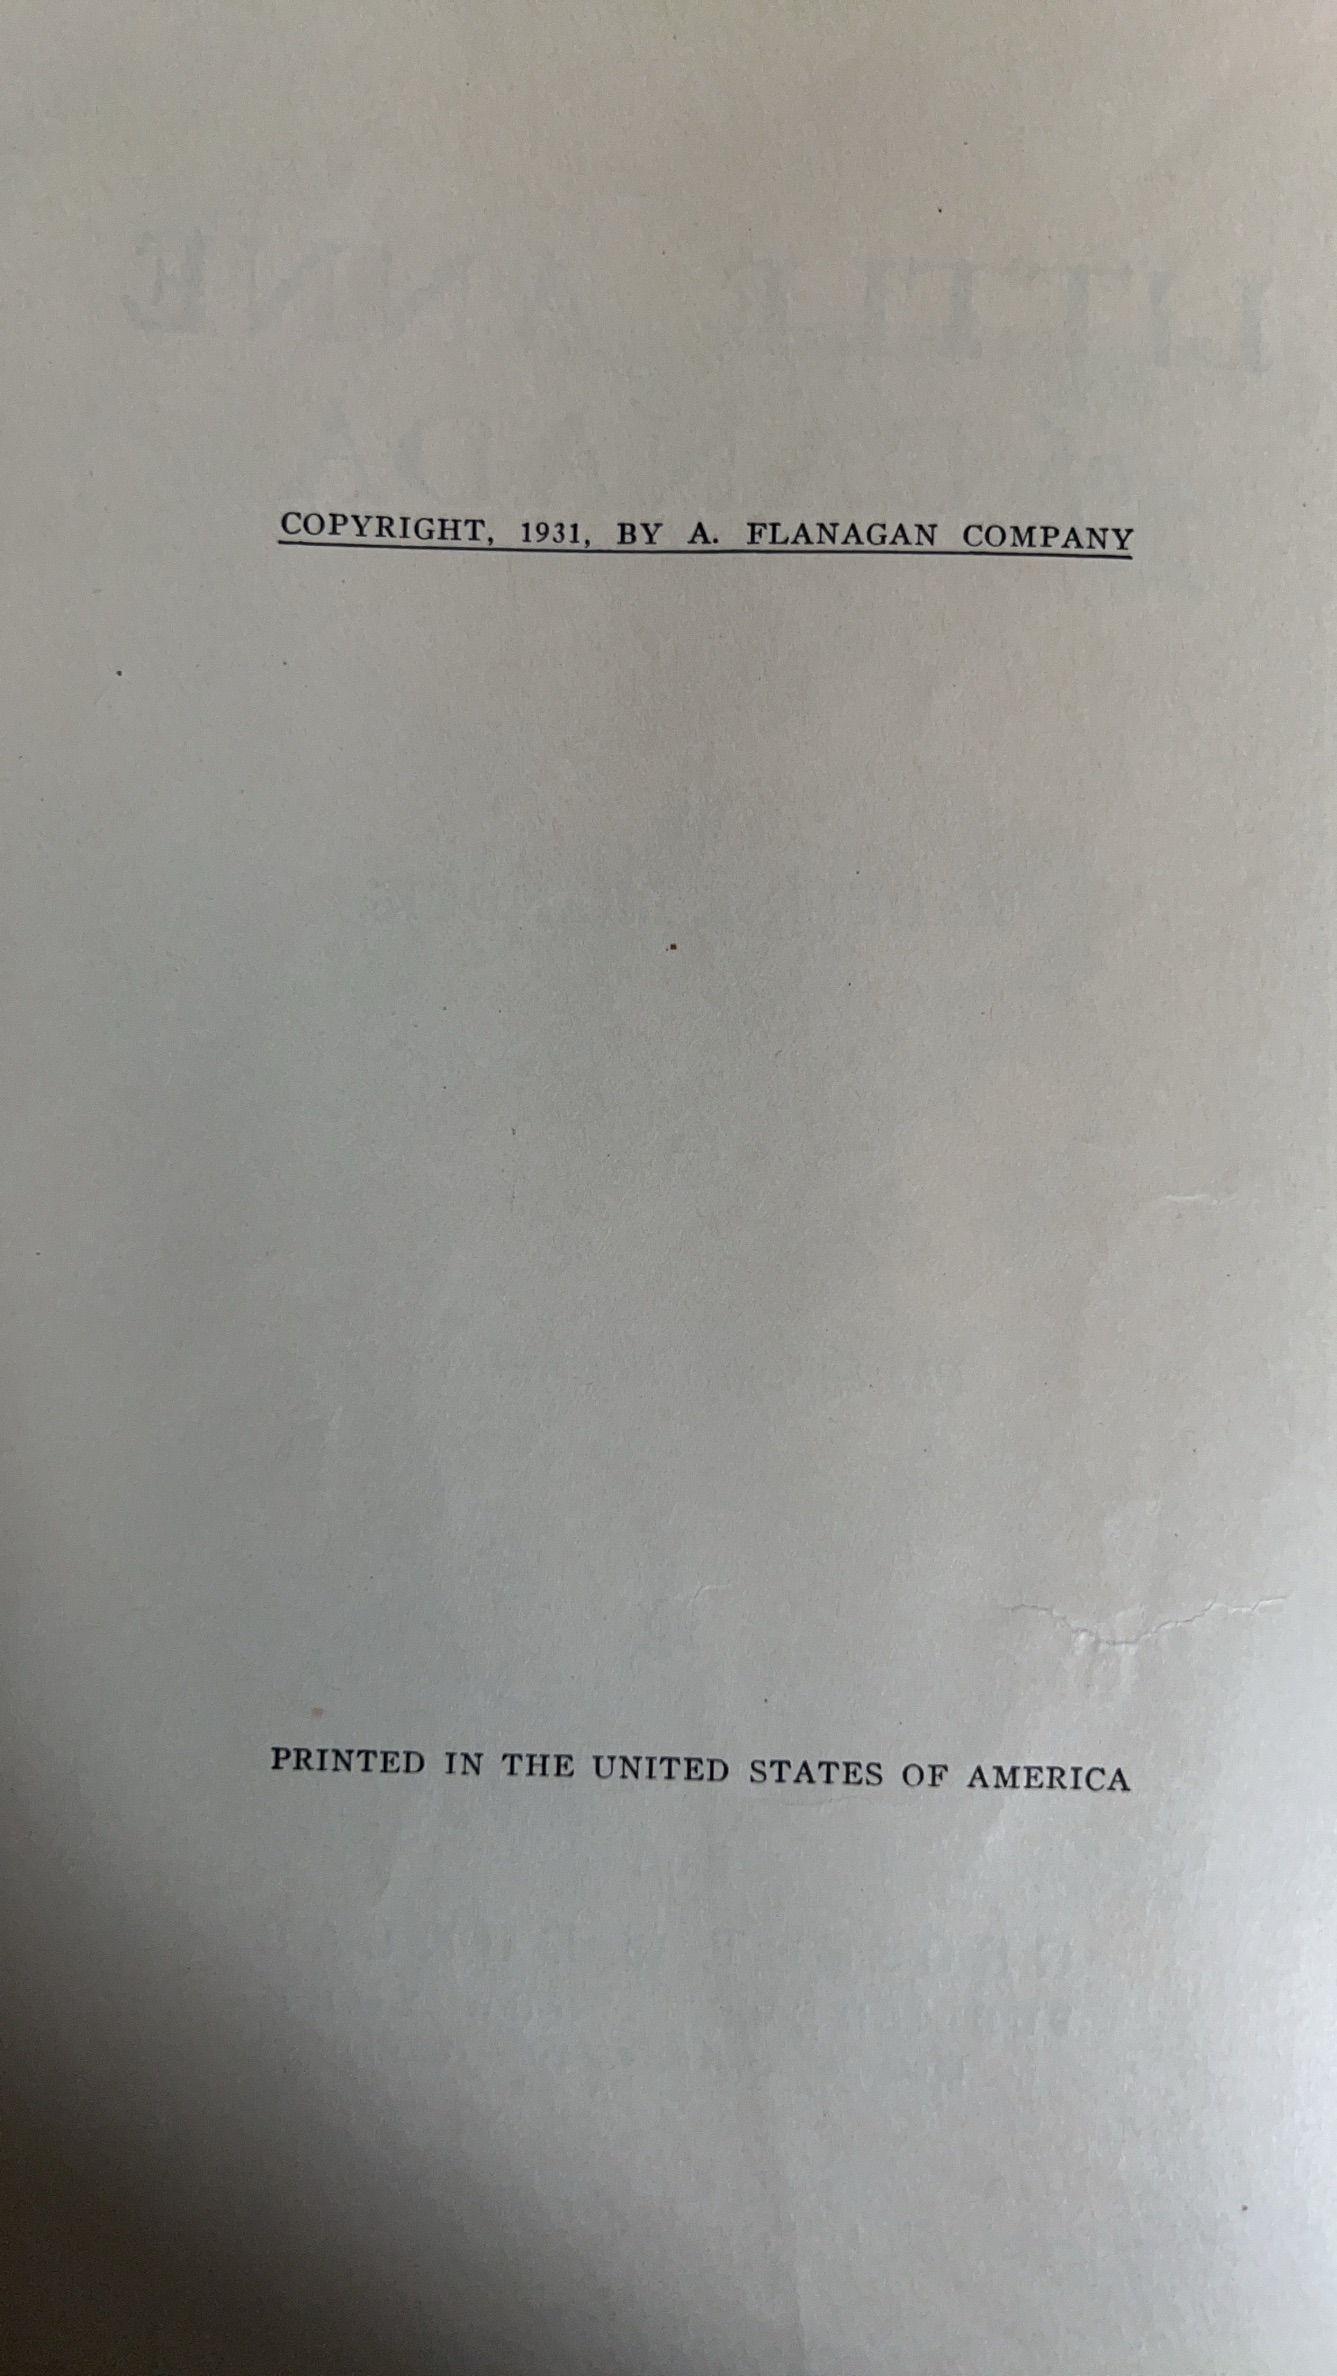 COPYRIGHT, 1931, BY A. FLANAGAN COMPANY
PRINTED IN THE UNITED STATES OF AMERICA